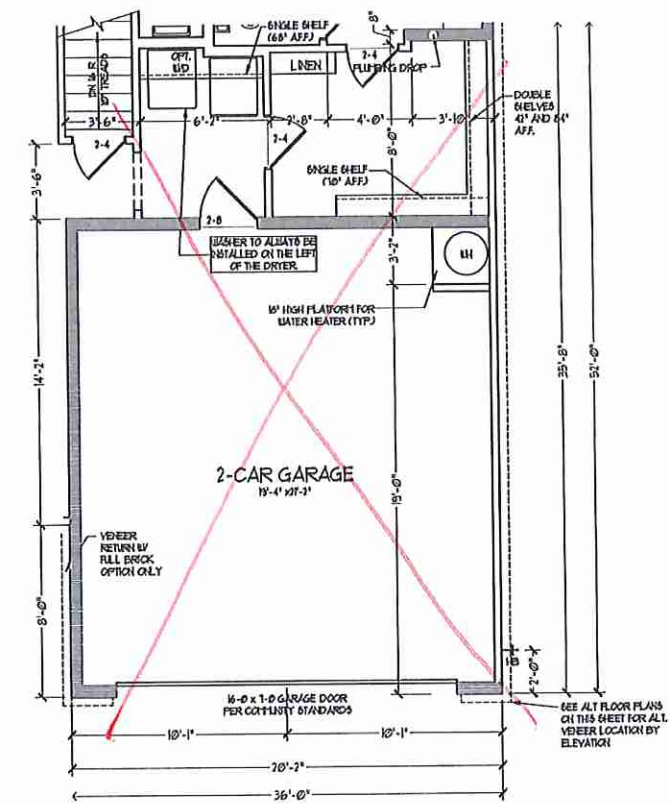 SINGLE SHELF
(68" A.F.F.)
8"
2-4
OPT.
W/D
LINEN
PLUMBING DROP
DN 16 R
DOUBLE
SHELVES
42" AND 84"
A.F.F.
3'-6"
6'-2"
2'-8"
4'-0"
3'-10"
2-4
2-4
8'-0"
3'-6"
SINGLE SHELF
(70" A.F.F.)
2-8
WASHER TO ALWAYS BE
INSTALLED ON THE LEFT
OF THE DRYER.
3'-2"
WH
18" HIGH PLATFORM FOR
WATER HEATER (TYP.)
14'-2"
35'-8"
52'-0"
2-CAR GARAGE
19'-0"
VENEER
RETURN W/
FULL BRICK
OPTION ONLY
8'-0"
2'-0"
16-0 x 7-0 GARAGE DOOR
PER COMMUNITY STANDARDS
SEE ALT FLOOR PLANS
ON THIS SHEET FOR ALT.
VENEER LOCATION BY
ELEVATION
10'-1"
10'-1"
20'-2"
36'-0"